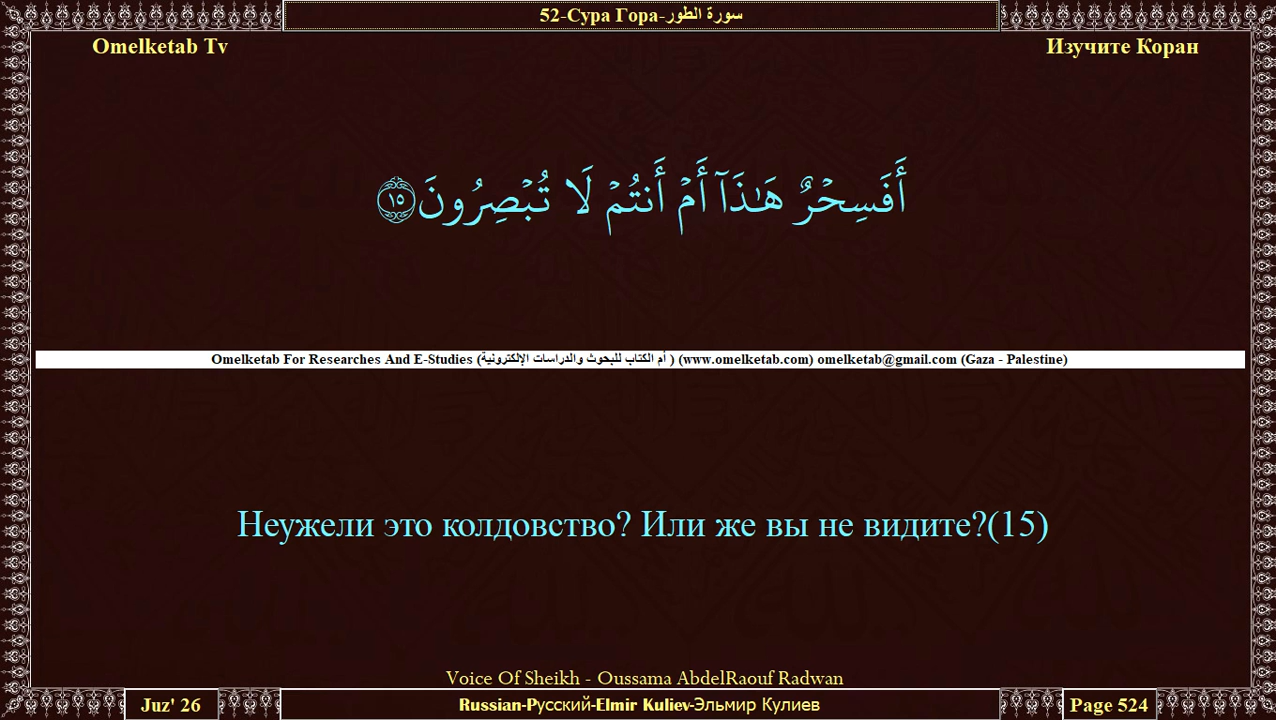 52-Сура Гора-سورة الطور
Omelketab Tv
Изучите Коран
أَفَسِحْرٌ هَٰذَآ أَمْ أَنتُمْ لَا تُبْصِرُونَ ١٥
Omelketab For Researches And E-Studies (أم الكتاب للبحوث والدراسات الإلكترونية ) (www.omelketab.com) omelketab@gmail.com (Gaza - Palestine)
Неужели это колдовство? Или же вы не видите?(15)
Voice Of Sheikh - Oussama AbdelRaouf Radwan
Juz' 26
Russian-Русский-Elmir Kuliev-Эльмир Кулиев
Page 524